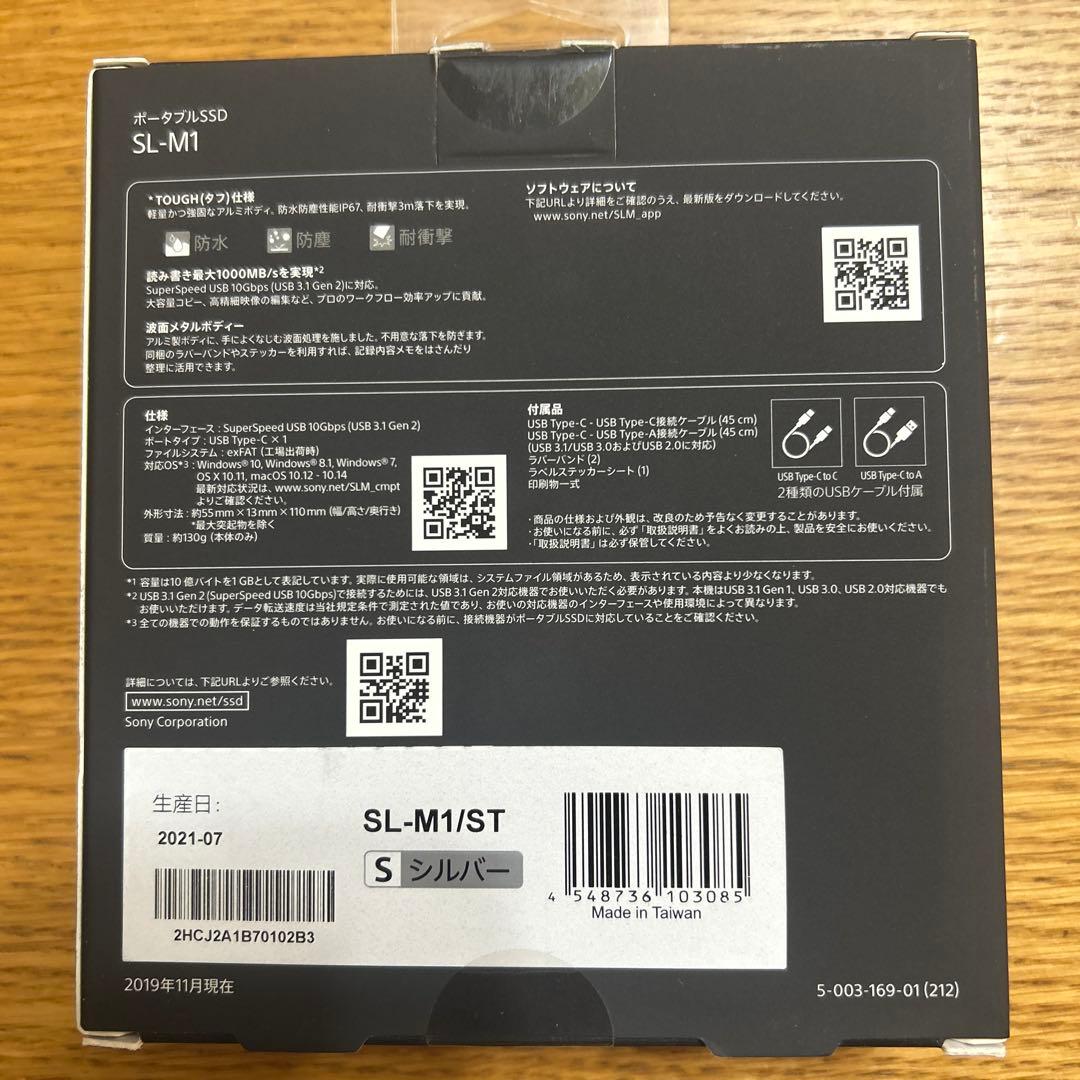 ポータブルSSD
SL-M1
*TOUGH(タフ)仕様
軽量かつ強固なアルミボディ。防水防塵性能IP67、耐衝撃3m落下を実現。
防水
防塵
耐衝撃
読み書き最大1000MB/sを実現*2
SuperSpeed USB 10Gbps (USB 3.1 Gen 2)に対応。
大容量コピー、高精細映像の編集など、プロのワークフロー効率アップに貢献。
波面メタルボディー
アルミ製ボディに、手によくなじむ波面処理を施しました。不用意な落下を防ぎます。
同梱のラバーバンドやステッカーを利用すれば、記録内容メモをはさんだり
整理に活用できます。
ソフトウェアについて
下記URLより詳細をご確認のうえ、最新版をダウンロードしてください。
www.sony.net/SLM_app
仕様
インターフェース : SuperSpeed USB 10Gbps (USB 3.1 Gen 2)
ポートタイプ : USB Type-C × 1
ファイルシステム : exFAT (工場出荷時)
対応OS*3 : Windows® 10, Windows® 8.1, Windows® 7,
OS X 10.11, macOS 10.12 - 10.14
最新対応状況は、www.sony.net/SLM_cmpt
よりご確認ください。
外形寸法 : 約55mm × 13mm × 110mm (幅/高さ/奥行き)
*最大突起物を除く
質量 : 約130g (本体のみ)
付属品
USB Type-C - USB Type-C接続ケーブル (45 cm)
USB Type-C - USB Type-A接続ケーブル (45 cm)
(USB 3.1/USB 3.0およびUSB 2.0に対応)
ラバーバンド (2)
ラベルステッカーシート (1)
印刷物一式
USB Type-C to C
USB Type-C to A
2種類のUSBケーブル付属
・商品の仕様および外観は、改良のため予告なく変更することがあります。
・お使いになる前に、必ず「取扱説明書」をよくお読みの上、製品を安全にお使いください。
・「取扱説明書」は必ず保管してください。
*1 容量は10 億バイトを1 GBとして表記しています。実際に使用可能な領域は、システムファイル領域があるため、表示されている内容より少なくなります。
*2 USB 3.1 Gen 2 (SuperSpeed USB 10Gbps)で接続するためには、USB 3.1 Gen 2対応機器でお使いいただく必要があります。本機はUSB 3.1 Gen 1、USB 3.0、USB 2.0対応機器でも
お使いいただけます。データ転送速度は当社規定条件で測定された値であり、お使いの対応機器のインターフェースや使用環境によって異なります。
*3 全ての機器での動作を保証するものではありません。お使いになる前に、接続機器がポータブルSSDに対応していることをご確認ください。
詳細については、下記URLよりご参照ください。
www.sony.net/ssd
Sony Corporation
生産日:
2021-07
2HCJ2A1B70102B3
SL-M1/ST
S シルバー
4 548736 103085
Made in Taiwan
2019年11月現在
5-003-169-01 (212)